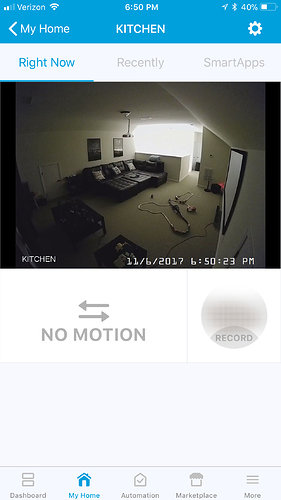 Verizon 6:50 PM 40%
My Home KITCHEN
Right Now Recently SmartApps
KITCHEN 11/6/2017 6:50:23 PM
NO MOTION
RECORD
Dashboard My Home Automation Marketplace More